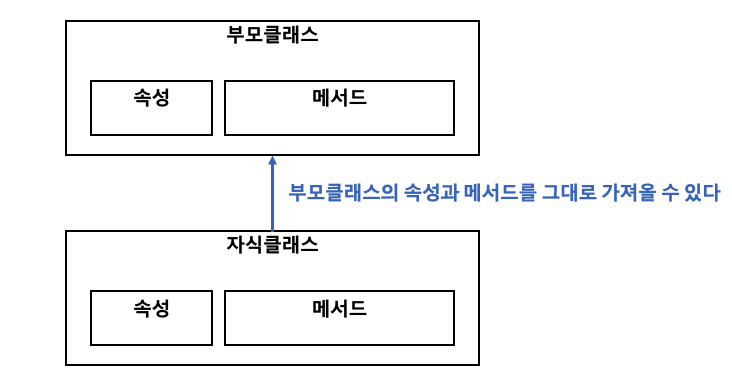 부모클래스
속성
메서드
부모클래스의 속성과 메서드를 그대로 가져올 수 있다
자식클래스
속성
메서드